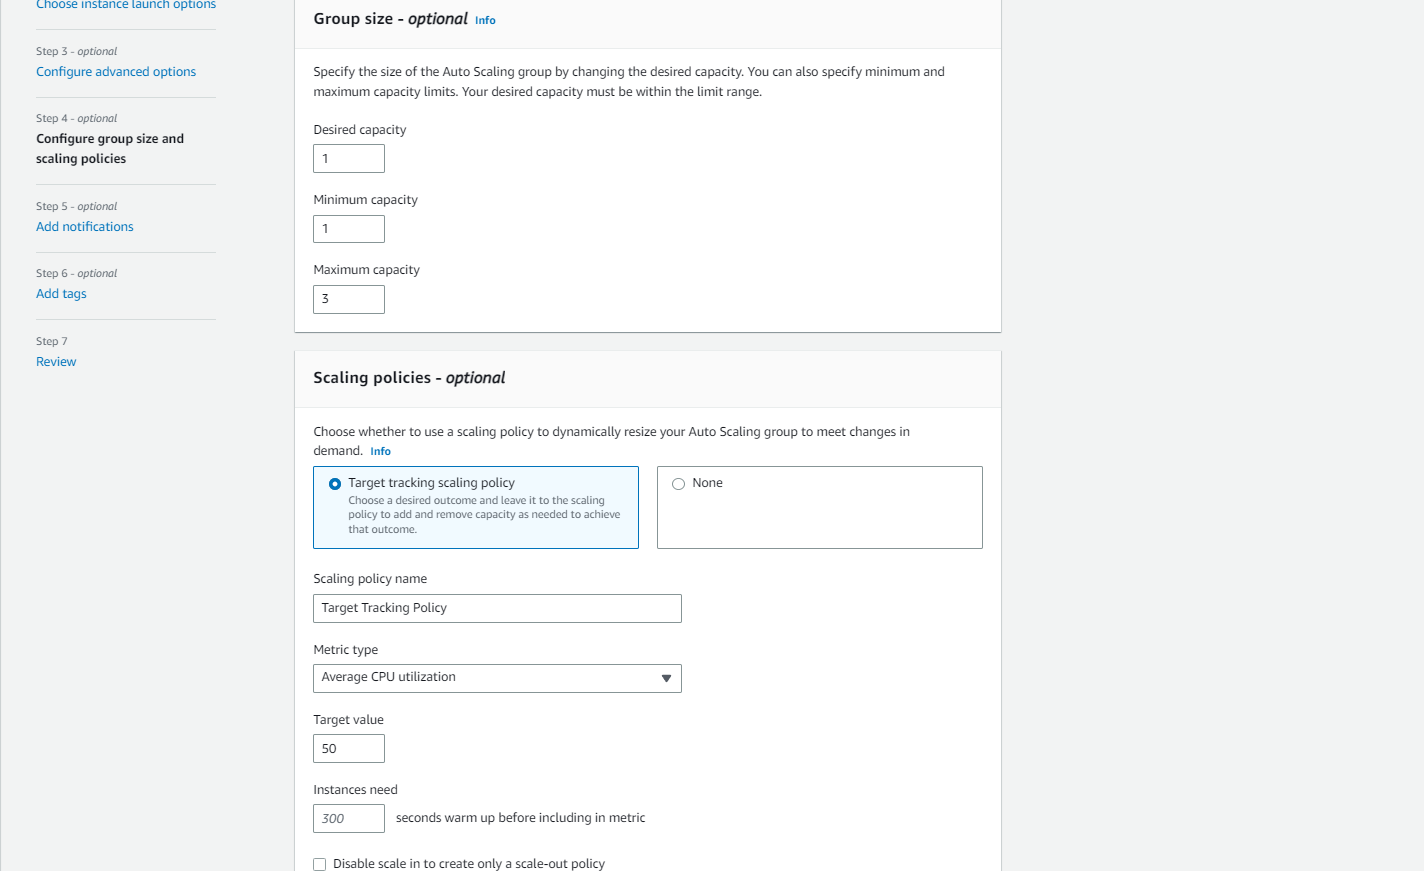 Choose instance launch options
Step 3 - optional
Configure advanced options
Step 4 - optional
Configure group size and
scaling policies
Step 5 - optional
Add notifications
Step 6 - optional
Add tags
Step 7
Review
Group size - optional Info
Specify the size of the Auto Scaling group by changing the desired capacity. You can also specify minimum and
maximum capacity limits. Your desired capacity must be within the limit range.
Desired capacity
1
Minimum capacity
1
Maximum capacity
3
Scaling policies - optional
Choose whether to use a scaling policy to dynamically resize your Auto Scaling group to meet changes in
demand. Info
Target tracking scaling policy
Choose a desired outcome and leave it to the scaling
policy to add and remove capacity as needed to achieve
that outcome.
None
Scaling policy name
Target Tracking Policy
Metric type
Average CPU utilization
Target value
50
Instances need
300 seconds warm up before including in metric
Disable scale in to create only a scale-out policy